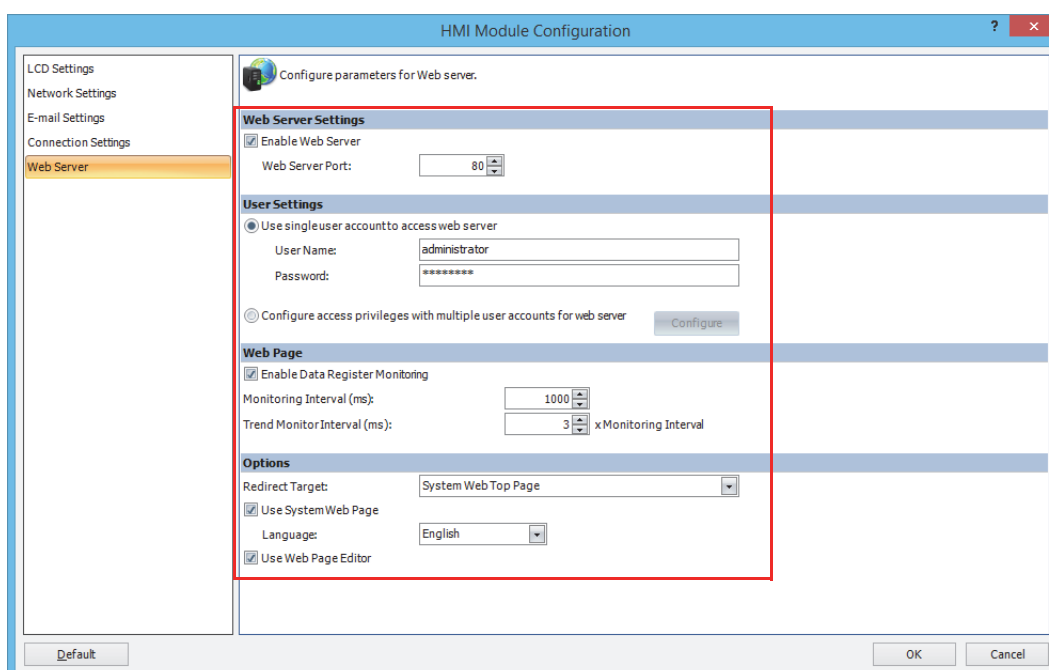 HMI Module Configuration
?
LCD Settings
Network Settings
E-mail Settings
Connection Settings
Web Server
Configure parameters for Web server.
Web Server Settings
Enable Web Server
Web Server Port: 80
User Settings
Use single user account to access web server
User Name: administrator
Password: ********
Configure access privileges with multiple user accounts for web server Configure
Web Page
Enable Data Register Monitoring
Monitoring Interval (ms): 1000
Trend Monitor Interval (ms): 3 x Monitoring Interval
Options
Redirect Target: System Web Top Page
Use System Web Page
Language: English
Use Web Page Editor
Default OK Cancel